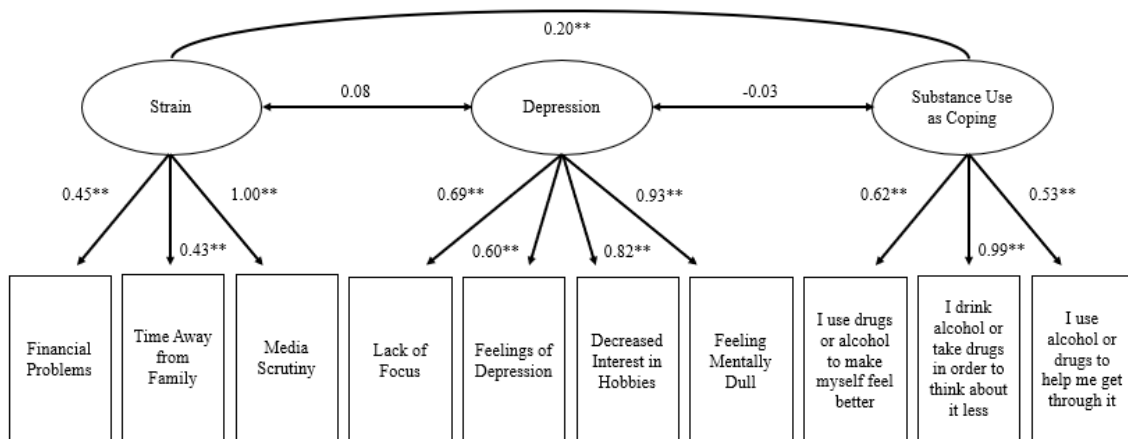 0.20**
Strain
0.08
Depression
-0.03
Substance Use
as Coping
0.45**
1.00**
0.43**
0.69**
0.93**
0.60**
0.82**
0.62**
0.53**
0.99**
Financial
Problems
Time Away
from
Family
Media
Scrutiny
Lack of
Focus
Feelings of
Depression
Decreased
Interest in
Hobbies
Feeling
Mentally
Dull
I use drugs
or alcohol
to make
myself feel
better
I drink
alcohol or
take drugs
in order to
think about
it less
I use
alcohol or
drugs to
help me get
through it